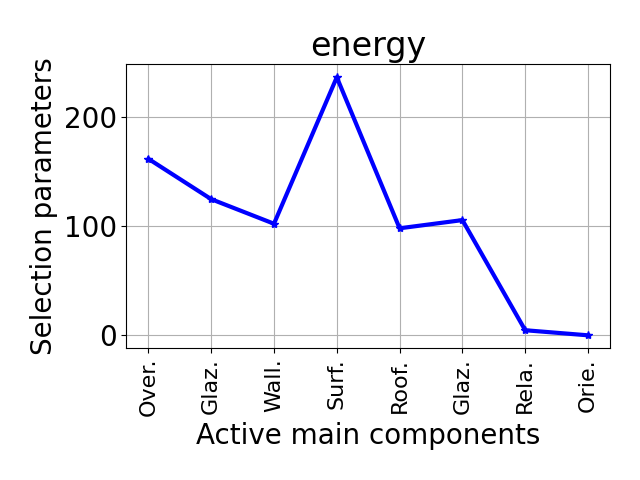 energy
Selection parameters
200
100
0
Over.
Glaz.
Wall.
Surf.
Roof.
Glaz.
Rela.
Orie.
Active main components